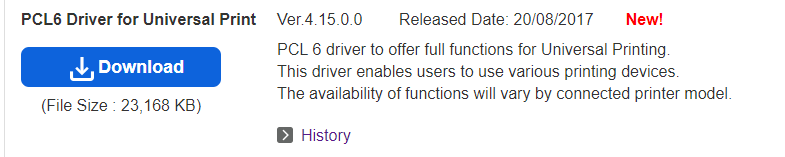 PCL6 Driver for Universal Print Ver.4.15.0.0 Released Date: 20/08/2017 New!
Download
(File Size : 23,168 KB)
PCL 6 driver to offer full functions for Universal Printing.
This driver enables users to use various printing devices.
The availability of functions will vary by connected printer model.
History